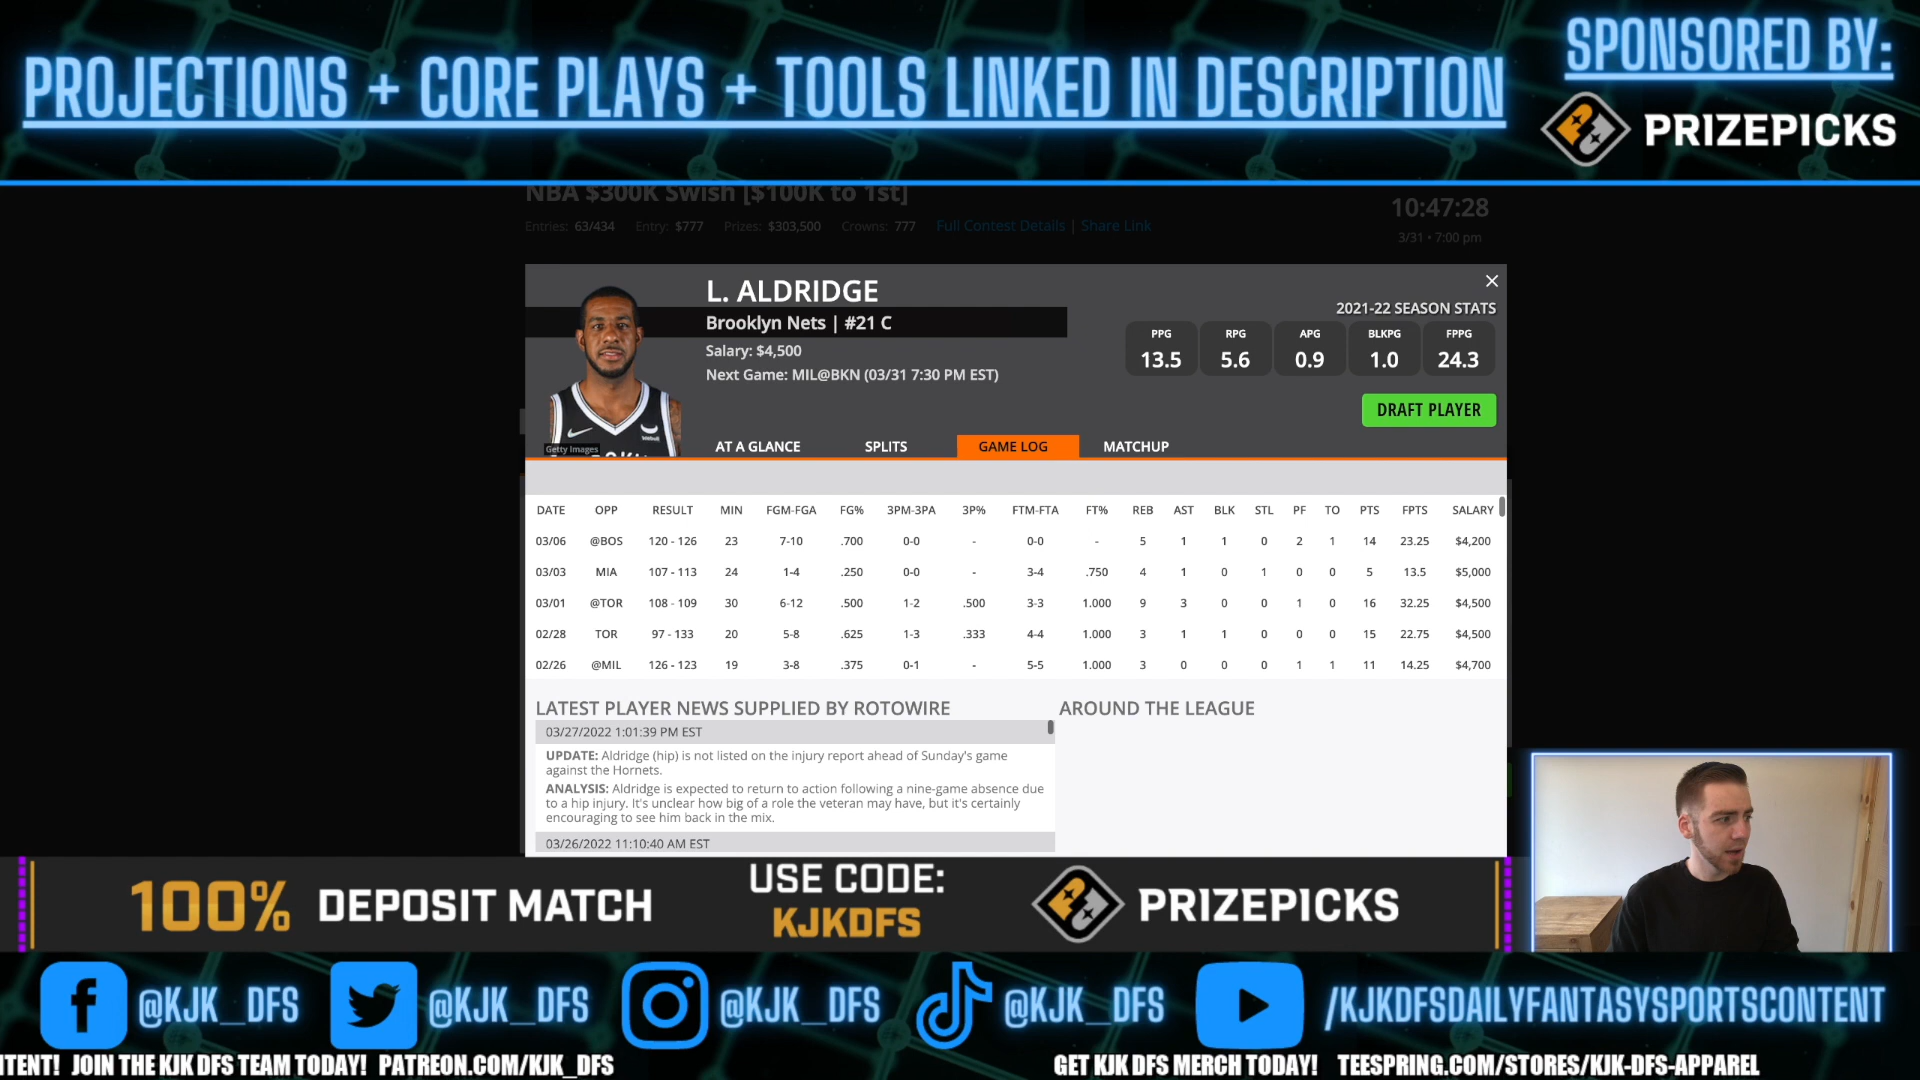 PROJECTIONS + CORE PLAYS + TOOLS LINKED IN DESCRIPTION
SPONSORED BY:
PRIZEPICKS
NBA $300K Swish [$100K to 1st]
Entries: 63/434 Entry: $777 Prizes: $303,500 Crowns: 777 Full Contest Details | Share Link
10:47:28
3/31 • 7:00 pm
L. ALDRIDGE
Brooklyn Nets | #21 C
Salary: $4,500
Next Game: MIL@BKN (03/31 7:30 PM EST)
2021-22 SEASON STATS
PPG RPG APG BLKPG FPPG
13.5 5.6 0.9 1.0 24.3
DRAFT PLAYER
Getty Images
AT A GLANCE SPLITS GAME LOG MATCHUP
DATE OPP RESULT MIN FGM-FGA FG% 3PM-3PA 3P% FTM-FTA FT% REB AST BLK STL PF TO PTS FPTS SALARY
03/06 @BOS 120 - 126 23 7-10 .700 0-0 - 0-0 - 5 1 1 0 2 1 14 23.25 $4,200
03/03 MIA 107 - 113 24 1-4 .250 0-0 - 3-4 .750 4 1 0 1 0 0 5 13.5 $5,000
03/01 @TOR 108 - 109 30 6-12 .500 1-2 .500 3-3 1.000 9 3 0 0 1 0 16 32.25 $4,500
02/28 TOR 97 - 133 20 5-8 .625 1-3 .333 4-4 1.000 3 1 1 0 0 0 15 22.75 $4,500
02/26 @MIL 126 - 123 19 3-8 .375 0-1 - 5-5 1.000 3 0 0 0 1 1 11 14.25 $4,700
LATEST PLAYER NEWS SUPPLIED BY ROTOWIRE
AROUND THE LEAGUE
03/27/2022 1:01:39 PM EST
UPDATE: Aldridge (hip) is not listed on the injury report ahead of Sunday's game
against the Hornets.
ANALYSIS: Aldridge is expected to return to action following a nine-game absence due
to a hip injury. It's unclear how big of a role the veteran may have, but it's certainly
encouraging to see him back in the mix.
03/26/2022 11:10:40 AM EST
100% DEPOSIT MATCH
USE CODE:
KJKDFS
PRIZEPICKS
@KJK_DFS @KJK_DFS @KJK_DFS @KJK_DFS /KJKDFSDAILYFANTASYSPORTSCONTENT
NTENT! JOIN THE KJK DFS TEAM TODAY! PATREON.COM/KJK_DFS
GET KJK DFS MERCH TODAY! TEESPRING.COM/STORES/KJK-DFS-APPAREL